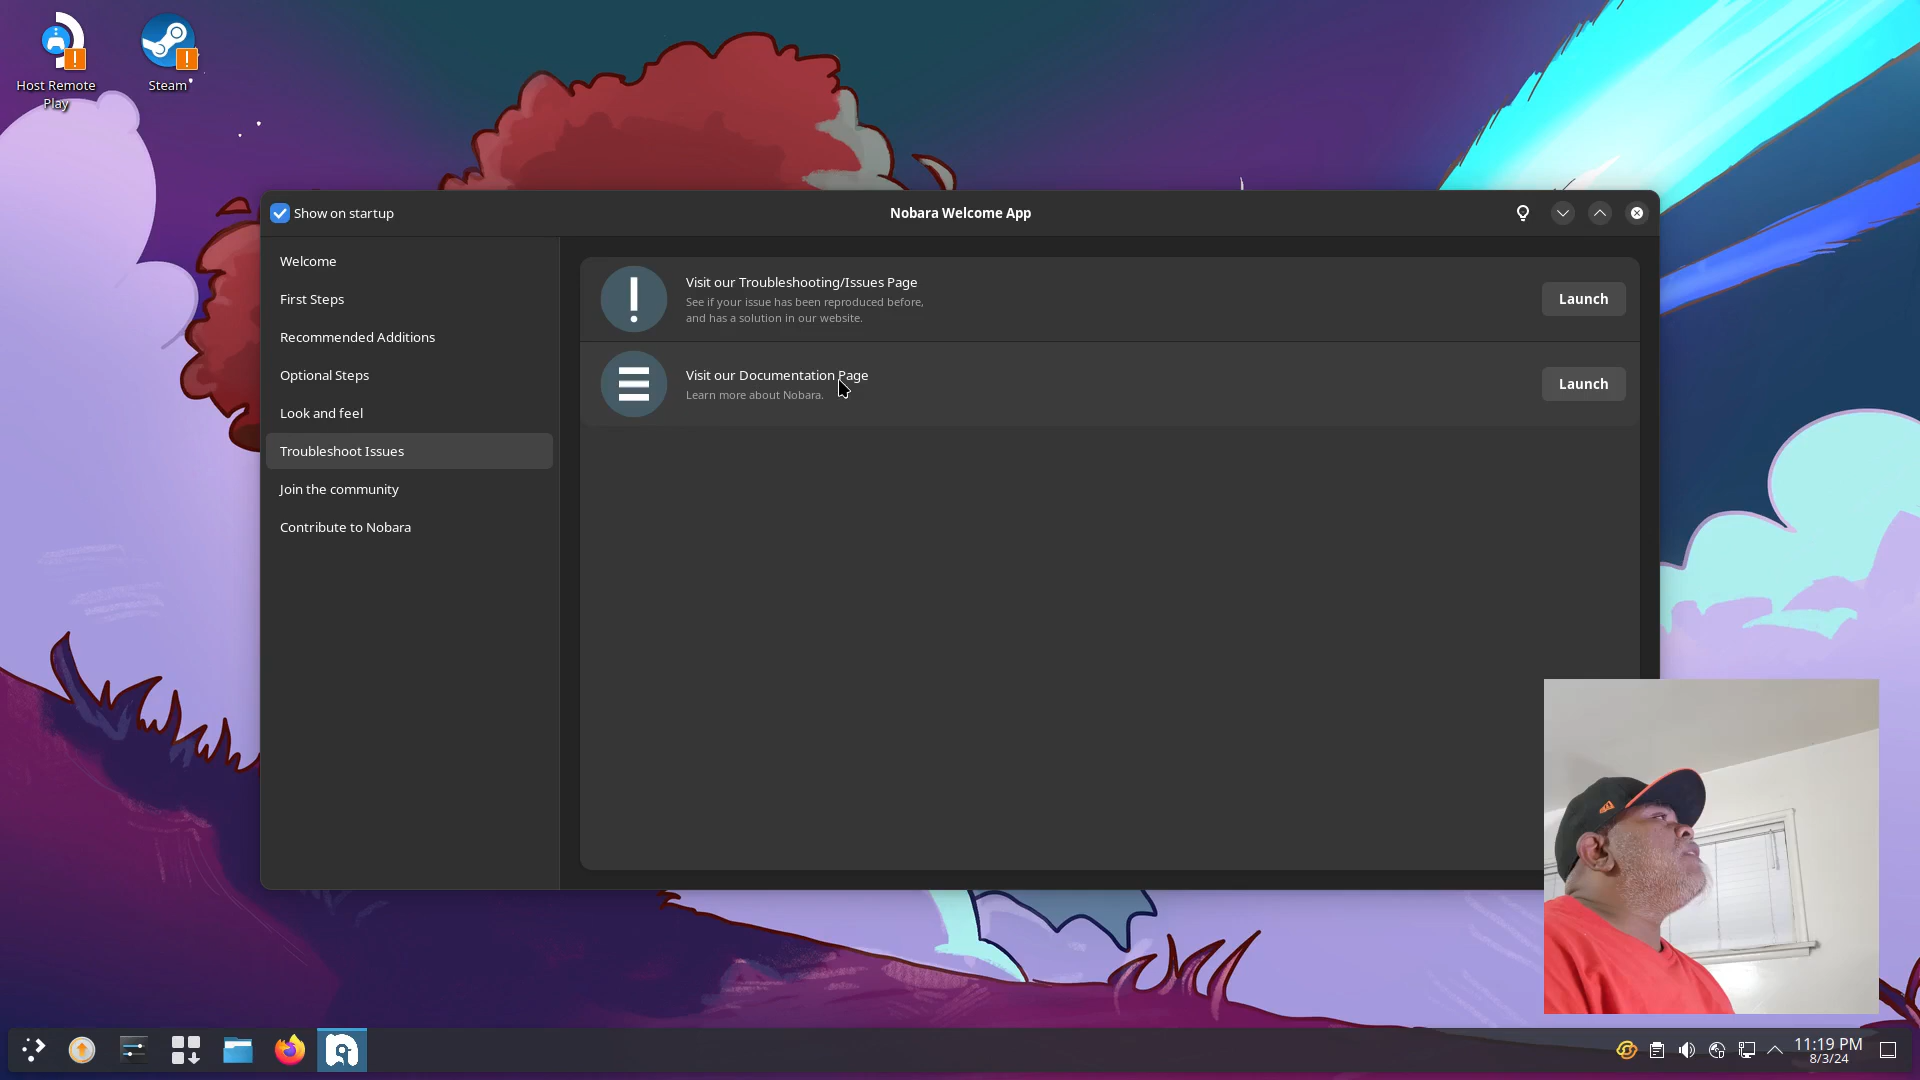 Host Remote
Play
Steam
Show on startup
Nobara Welcome App
Welcome
First Steps
Recommended Additions
Optional Steps
Look and feel
Troubleshoot Issues
Join the community
Contribute to Nobara
Visit our Troubleshooting/Issues Page
See if your issue has been reproduced before,
and has a solution in our website.
Launch
Visit our Documentation Page
Learn more about Nobara.
Launch
11:19 PM
8/3/24